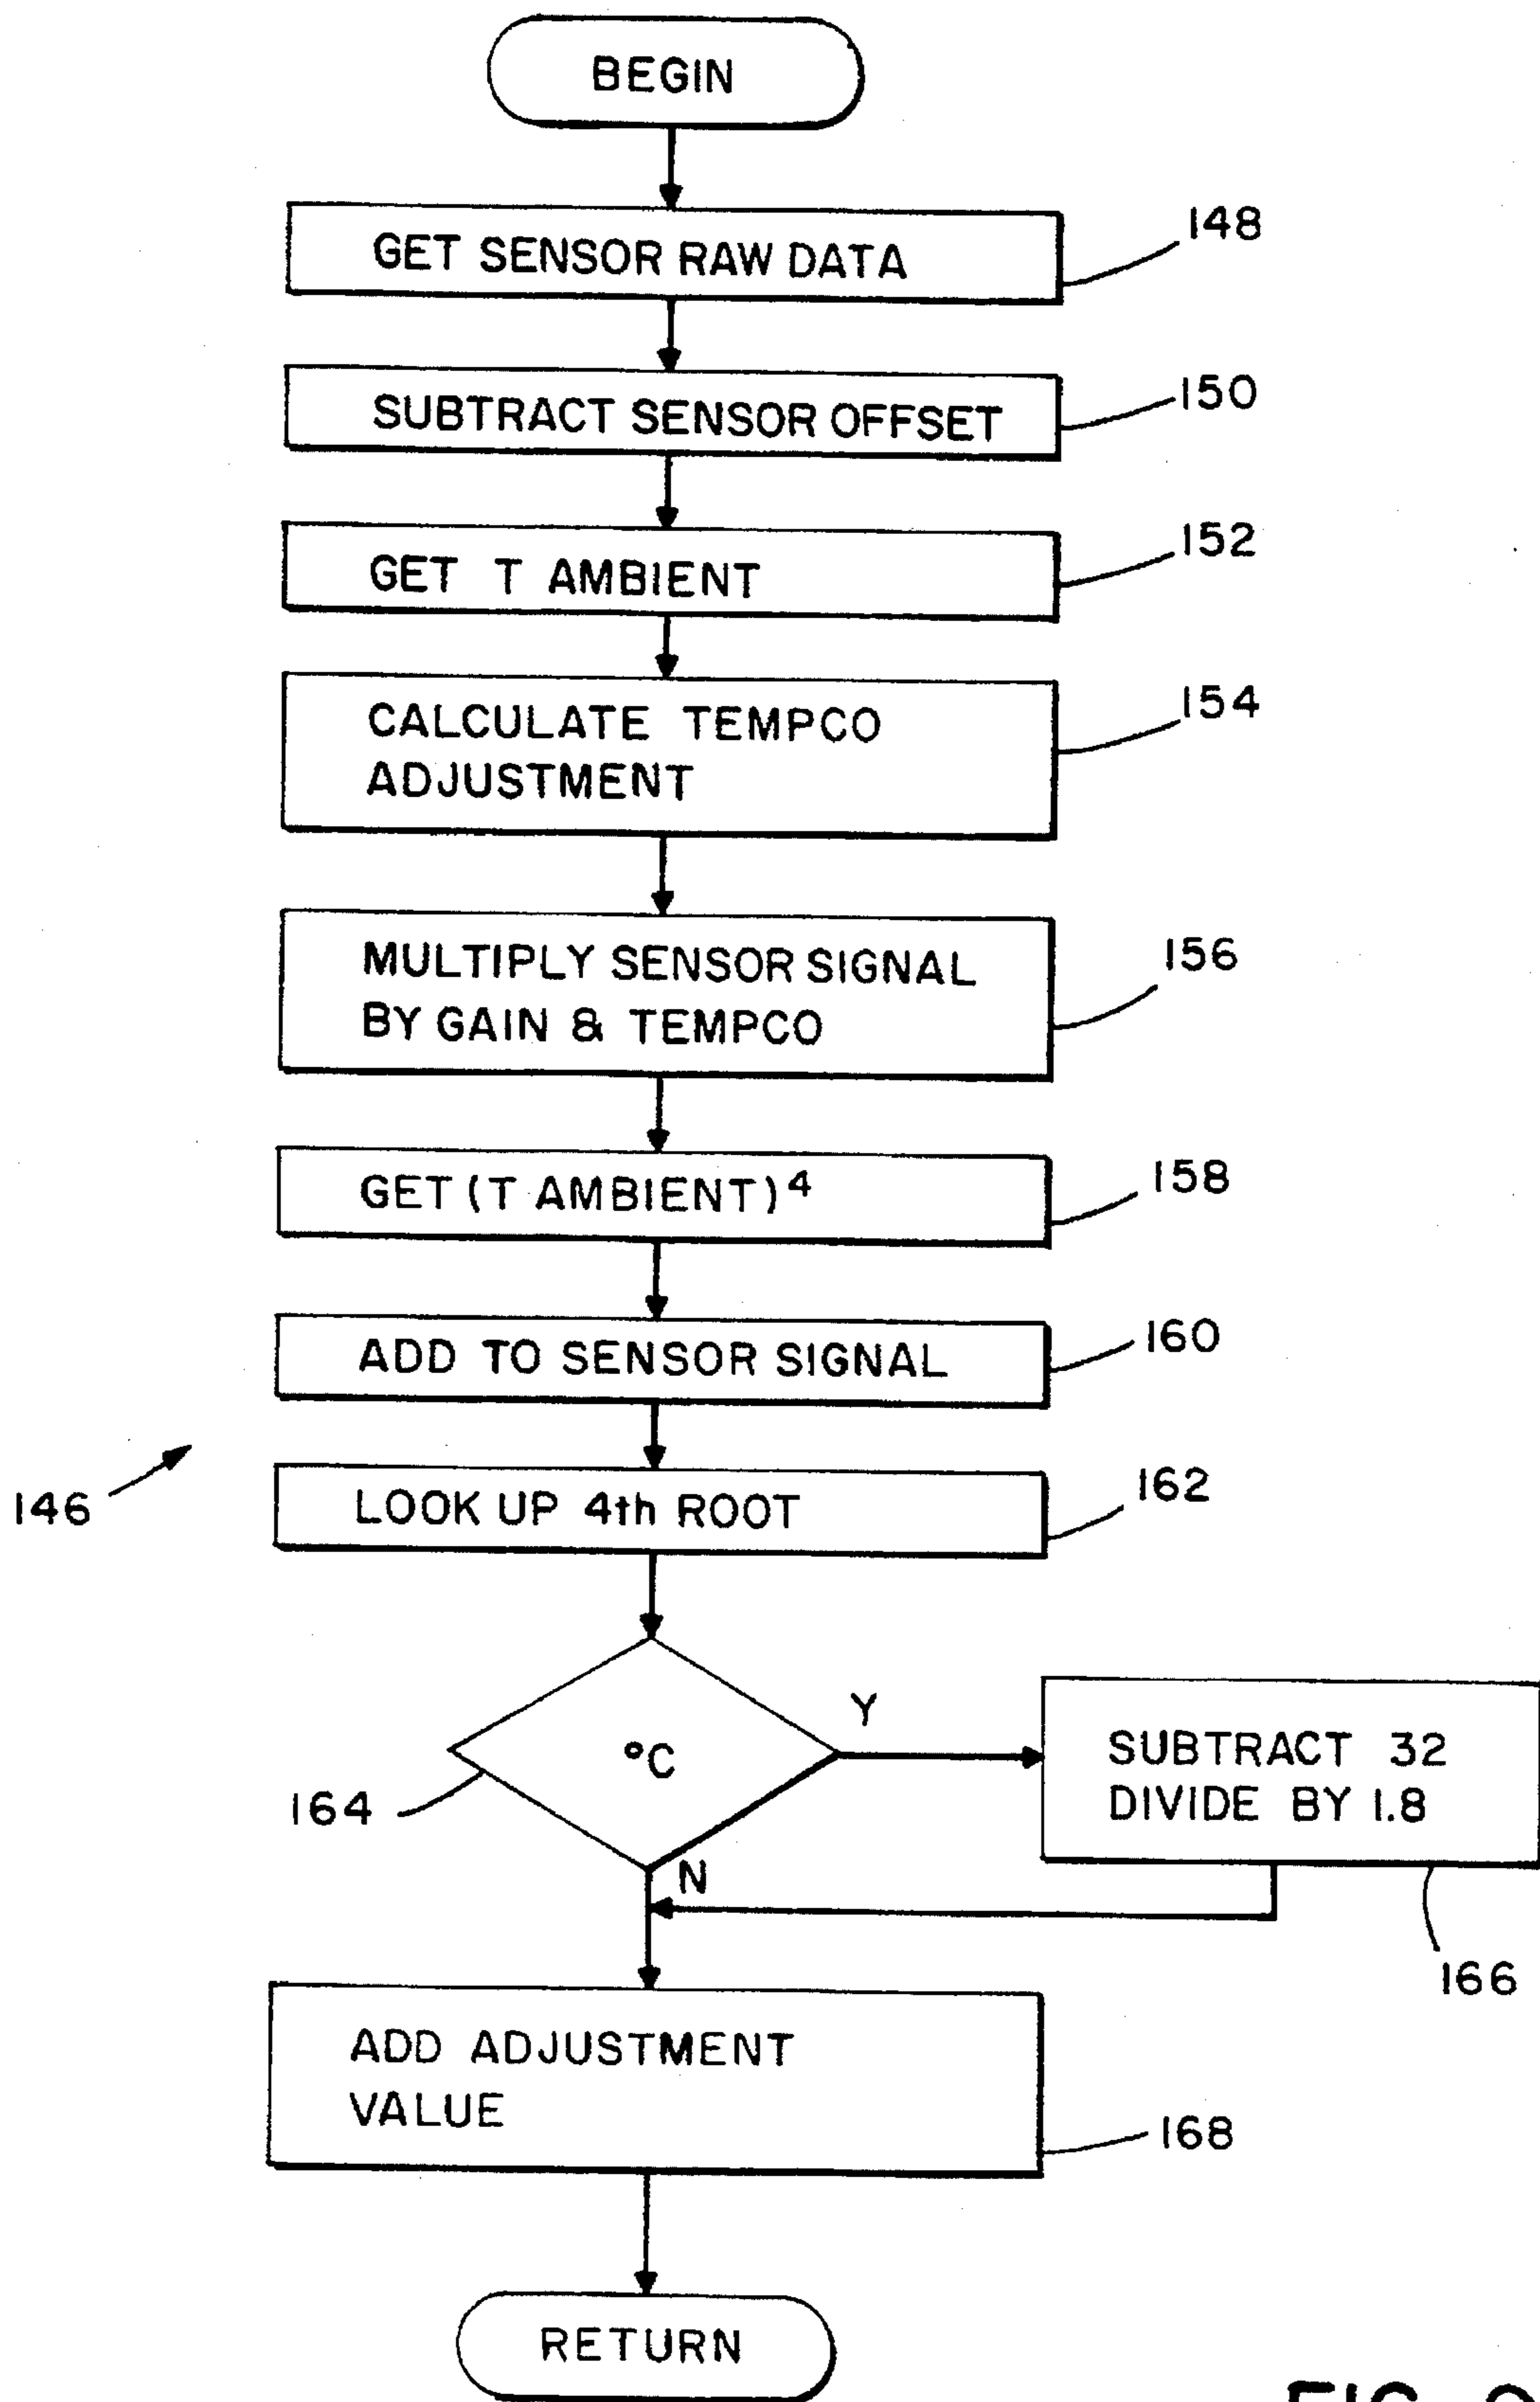 BEGIN
GET SENSOR RAW DATA
148
SUBTRACT SENSOR OFFSET
150
GET T AMBIENT
152
CALCULATE TEMPCO
ADJUSTMENT
154
MULTIPLY SENSOR SIGNAL
BY GAIN & TEMPCO
156
GET (T AMBIENT)⁴
158
ADD TO SENSOR SIGNAL
160
LOOK UP 4th ROOT
162
146
°C
164
Y
N
SUBTRACT 32
DIVIDE BY 1.8
166
ADD ADJUSTMENT
VALUE
168
RETURN
FIG.